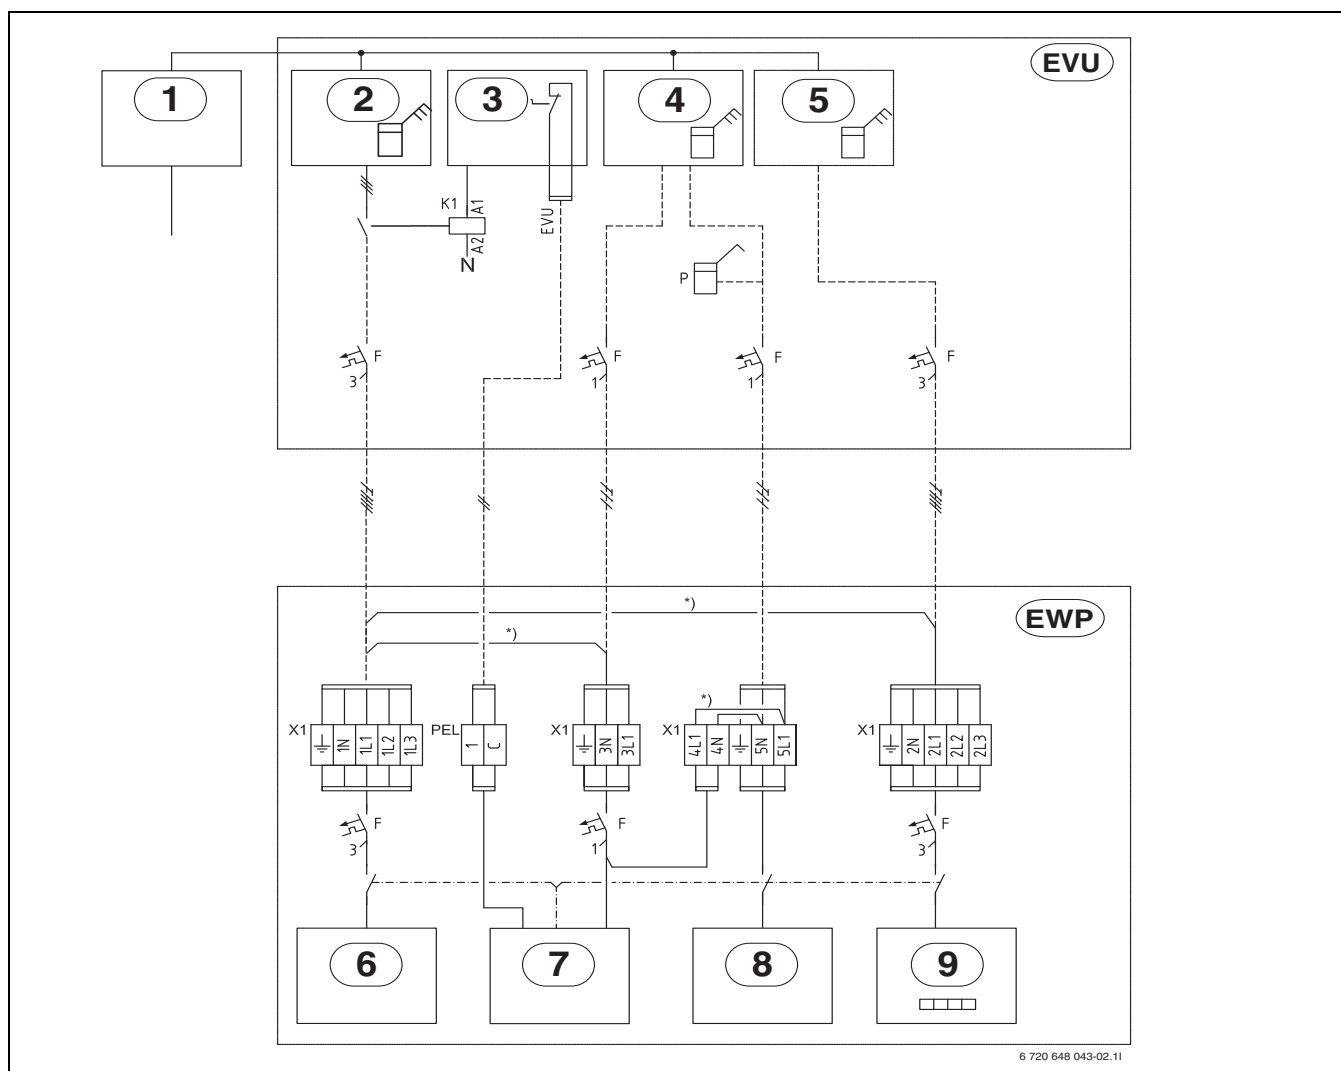 EVU
1
2
3
4
5
K1
A1
A2
N
EVU
P
F
3
F
1
F
1
F
3
EWP
*)
*)
*)
X1
1N
1L1
1L2
1L3
PEL
1
C
X1
3N
3L1
X1
4L1
4N
5N
5L1
X1
2N
2L1
2L2
2L3
F
3
F
1
F
3
6
7
8
9
6 720 648 043-02.1I